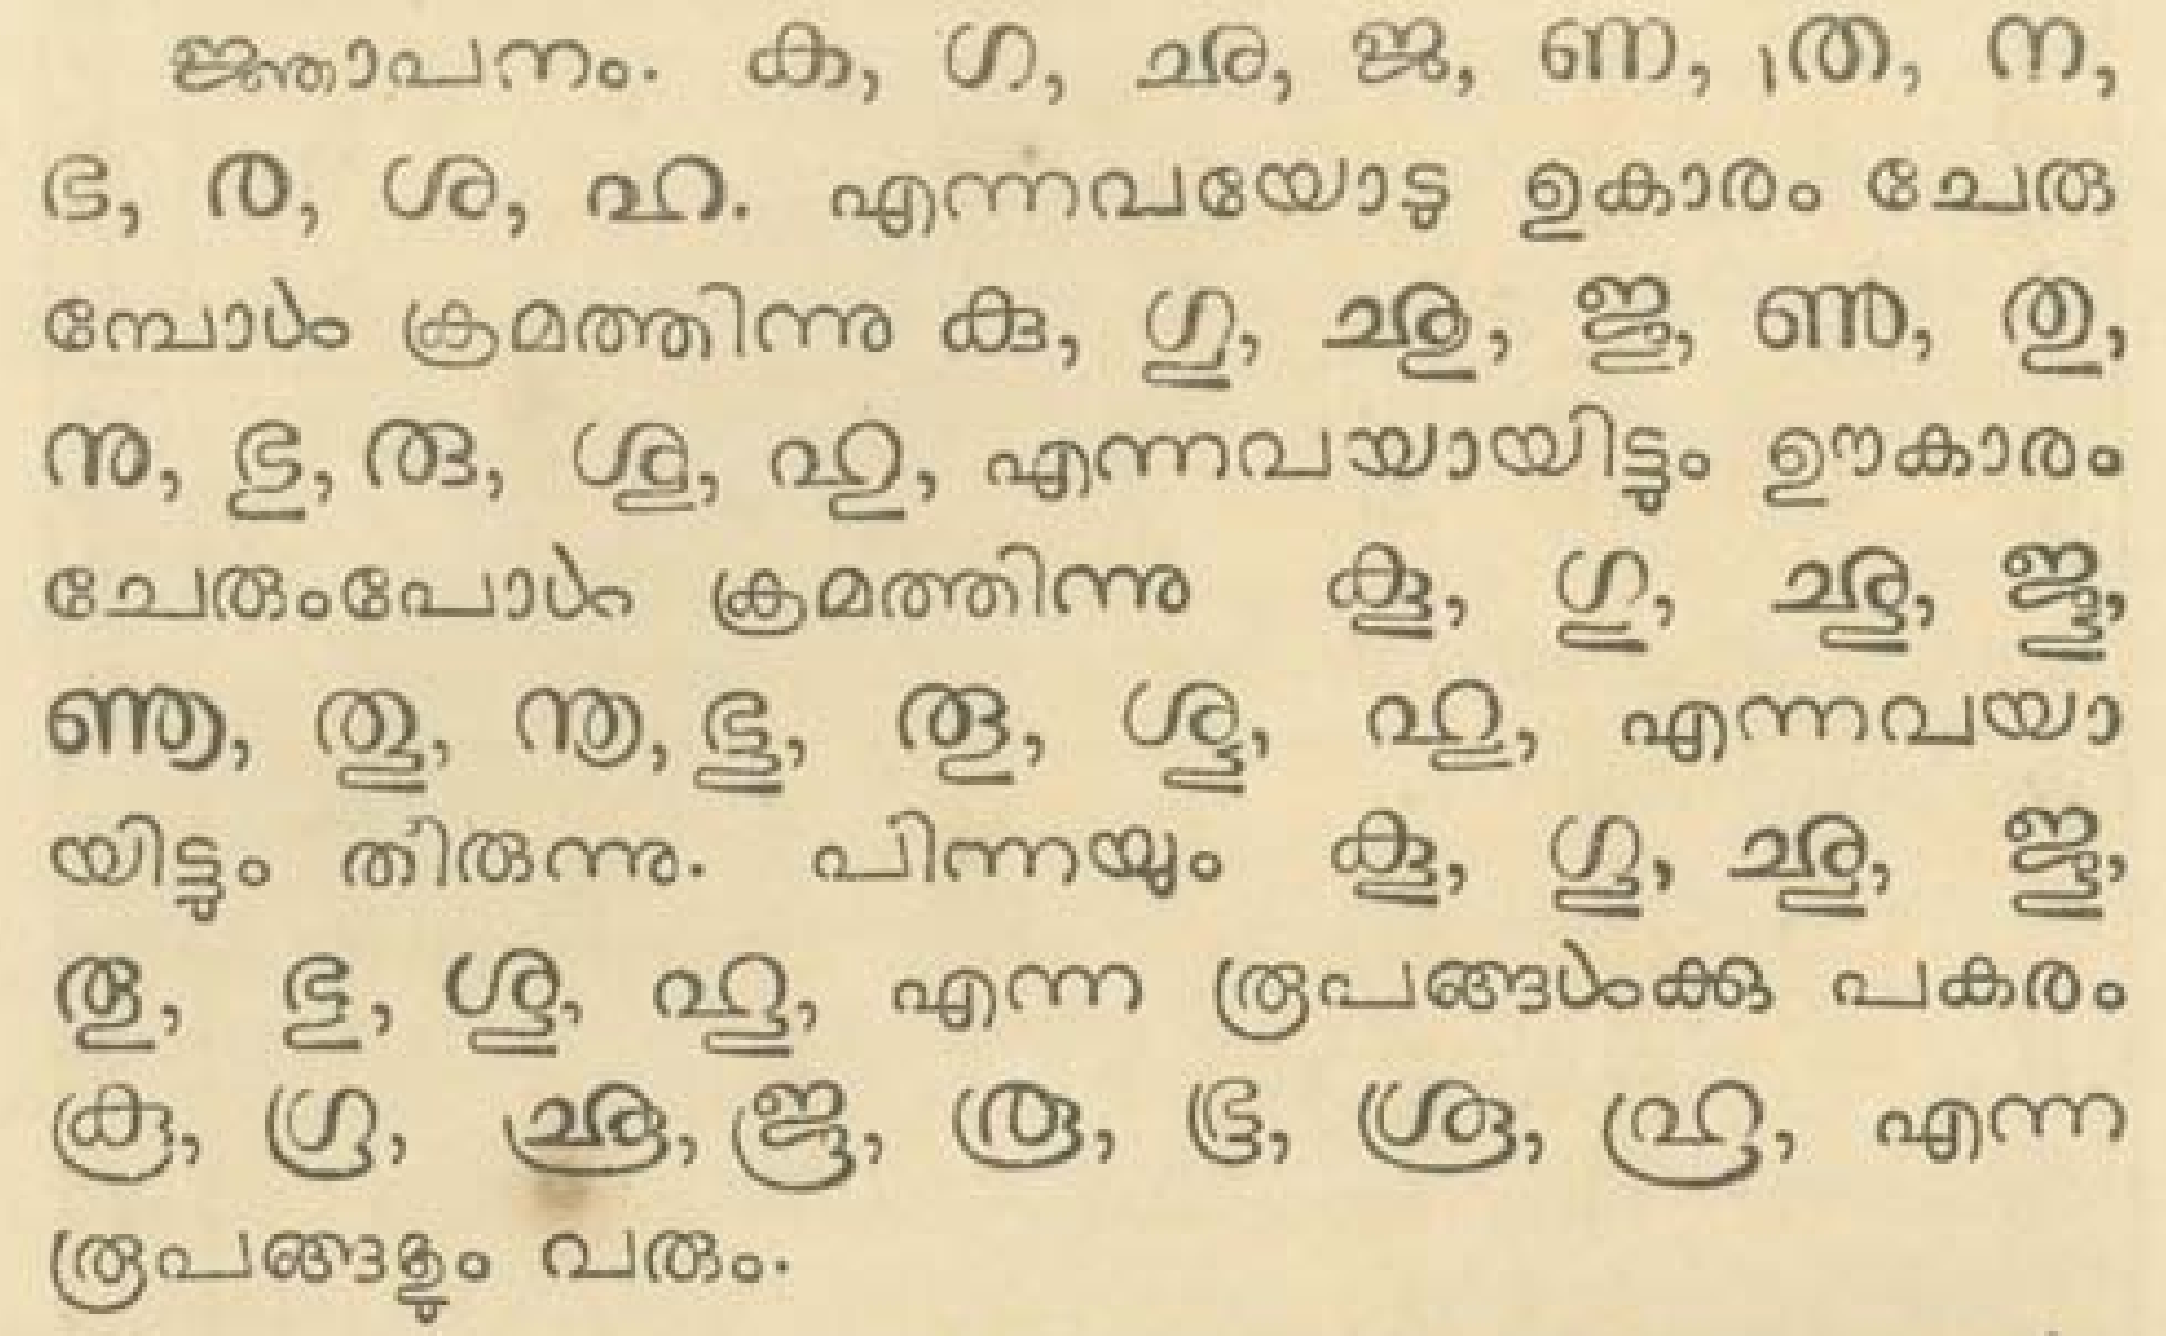 ജ്ഞാപനം. ക, ഗ, ഛ, ജ, ണ, ത, ന,
ഭ, ര, ശ, ഹ. എന്നവയോടു ഉകാരം ചേരു
മ്പോൾ ക്രമത്തിന്നു കു, ഗു, ഛു, ജു, ണു, തു,
നു, ഭു, രു, ശു, ഹു, എന്നവയായിട്ടും ഊകാരം
ചേരുംപോൾ ക്രമത്തിന്നു കൂ, ഗൂ, ഛൂ, ജൂ,
ണൂ, തൂ, നൂ, ഭൂ, രൂ, ശൂ, ഹൂ, എന്നവയാ
യിട്ടും തിരുന്നു. പിന്നയും കൂ, ഗൂ, ഛൂ, ജൂ,
തൂ, ഭൂ, ശൂ, ഹൂ, എന്ന രൂപങ്ങൾക്കു പകരം
കൂ, ഗൂ, ഛൂ, ജൂ, തൂ, ഭൂ, ശൂ, ഹൂ, എന്ന
രൂപങ്ങളും വരും.